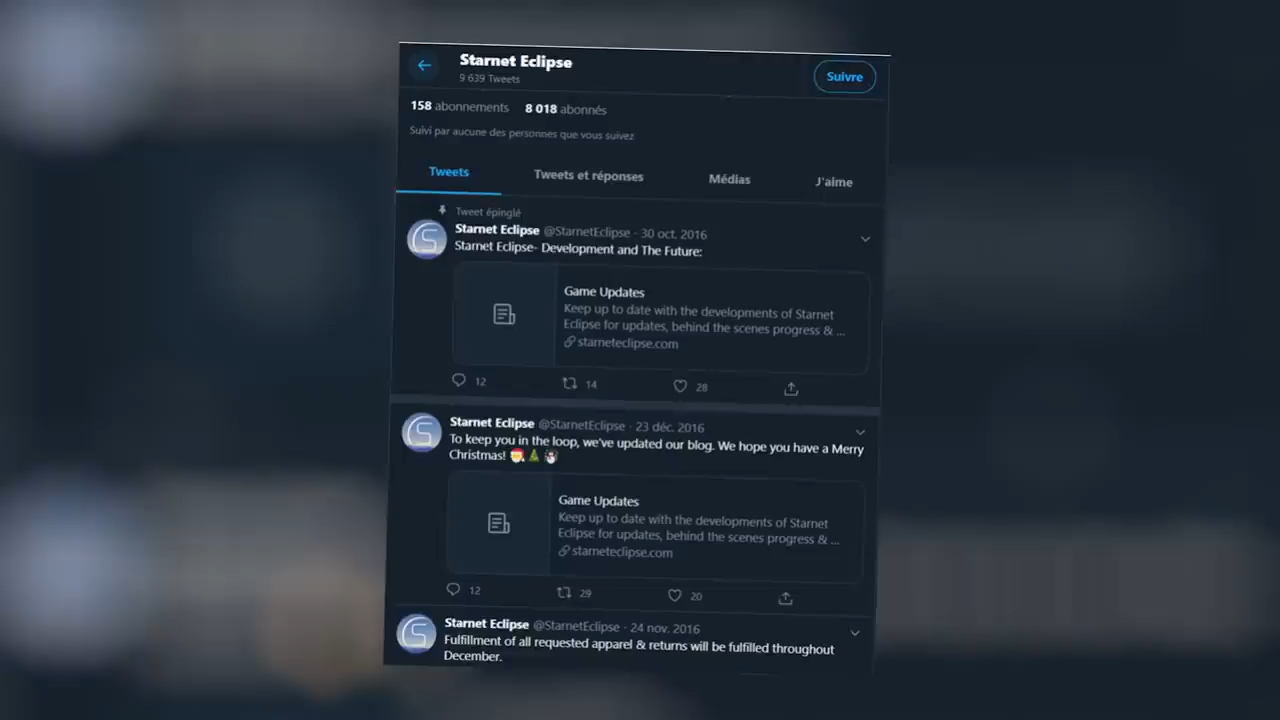 Starnet Eclipse
9 639 Tweets
Suivre
158 abonnements 8 018 abonnés
Suivi par aucune des personnes que vous suivez
Tweets Tweets et réponses Médias J'aime
Tweet épinglé
Starnet Eclipse @StarnetEclipse · 30 oct. 2016
Starnet Eclipse- Development and The Future:
Game Updates
Keep up to date with the developments of Starnet
Eclipse for updates, behind the scenes progress & ...
starneteclipse.com
12 14 28
Starnet Eclipse @StarnetEclipse · 23 déc. 2016
To keep you in the loop, we've updated our blog. We hope you have a Merry
Christmas! 🎅🎄⛄
Game Updates
Keep up to date with the developments of Starnet
Eclipse for updates, behind the scenes progress & ...
starneteclipse.com
12 29 20
Starnet Eclipse @StarnetEclipse · 24 nov. 2016
Fulfillment of all requested apparel & returns will be fulfilled throughout
December.